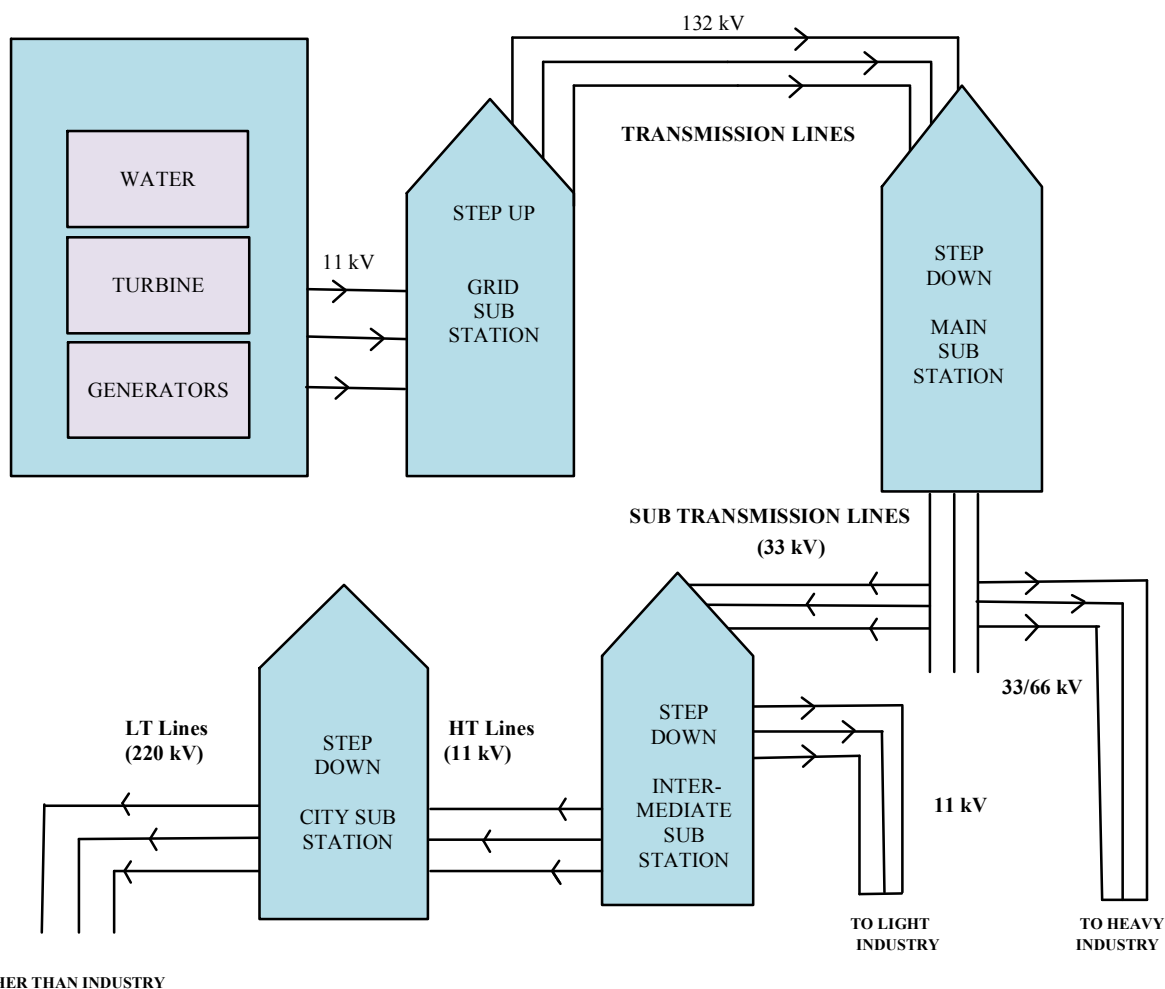 132 kV
TRANSMISSION LINES
WATER
TURBINE
GENERATORS
11 kV
STEP UP
GRID
SUB
STATION
STEP
DOWN
MAIN
SUB
STATION
SUB TRANSMISSION LINES
(33 kV)
33/66 kV
LT Lines
(220 kV)
STEP
DOWN
CITY SUB
STATION
HT Lines
(11 kV)
STEP
DOWN
INTER-
MEDIATE
SUB
STATION
11 kV
TO LIGHT
INDUSTRY
TO HEAVY
INDUSTRY
HER THAN INDUSTRY